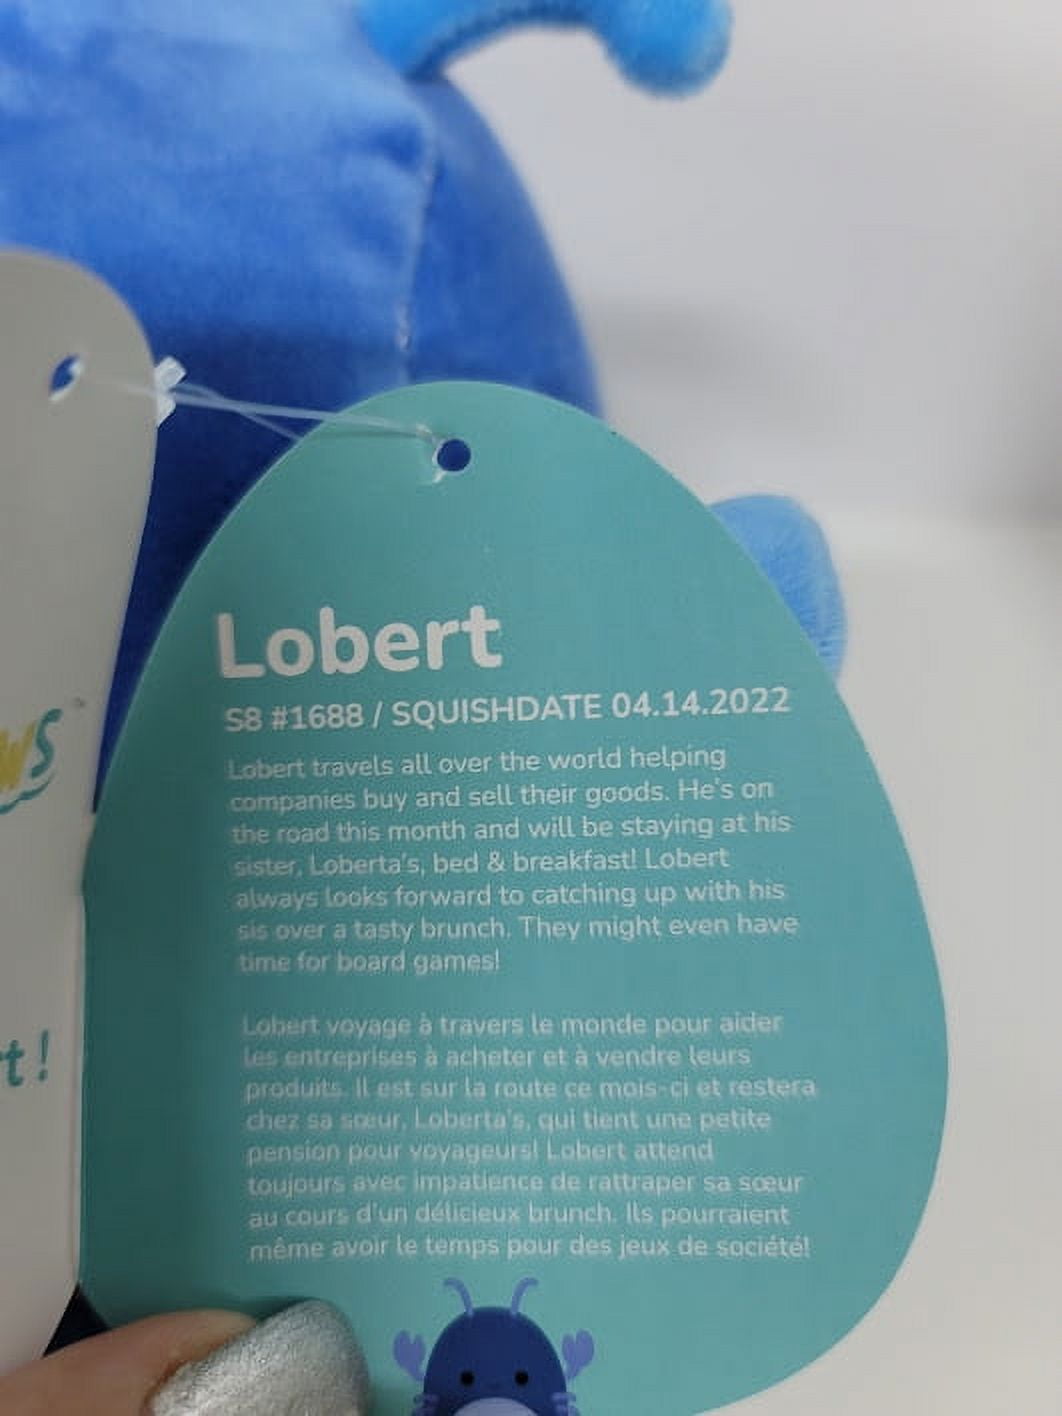 Lobert
S8 #1688 / SQUISHDATE 04.14.2022
Lobert travels all over the world helping
companies buy and sell their goods. He's on
the road this month and will be staying at his
sister, Loberta's, bed & breakfast! Lobert
always looks forward to catching up with his
sis over a tasty brunch. They might even have
time for board games!
Lobert voyage à travers le monde pour aider
les entreprises à acheter et à vendre leurs
produits. Il est sur la route ce mois-ci et restera
chez sa sœur, Loberta's, qui tient une petite
pension pour voyageurs! Lobert attend
toujours avec impatience de rattraper sa sœur
au cours d'un délicieux brunch. Ils pourraient
même avoir le temps pour des jeux de société!
ws
t!